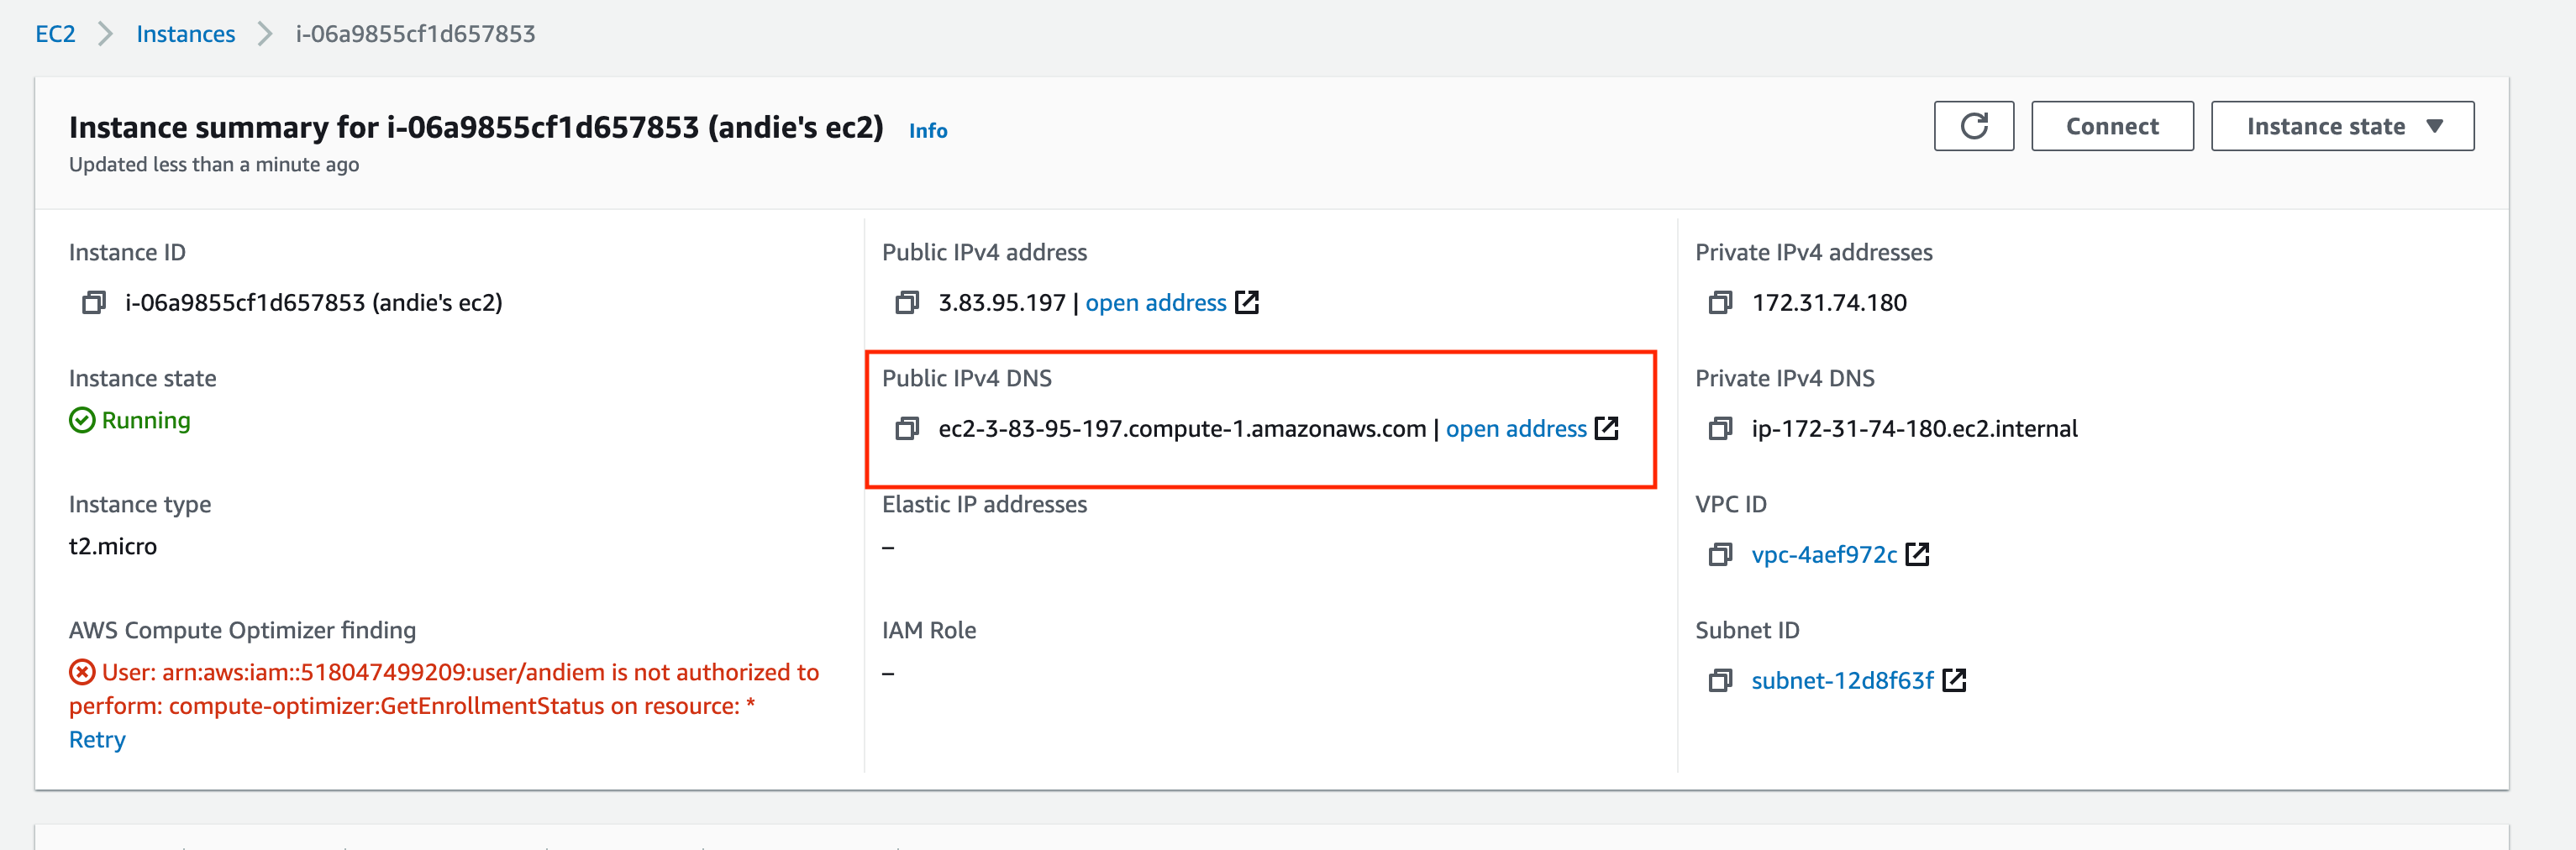 EC2 Instances i-06a9855cf1d657853
Instance summary for i-06a9855cf1d657853 (andie's ec2) Info
Updated less than a minute ago
Connect
Instance state
Instance ID
i-06a9855cf1d657853 (andie's ec2)
Public IPv4 address
3.83.95.197 | open address
Private IPv4 addresses
172.31.74.180
Instance state
Running
Public IPv4 DNS
ec2-3-83-95-197.compute-1.amazonaws.com | open address
Private IPv4 DNS
ip-172-31-74-180.ec2.internal
Instance type
t2.micro
Elastic IP addresses
–
VPC ID
vpc-4aef972c
AWS Compute Optimizer finding
User: arn:aws:iam::518047499209:user/andiem is not authorized to
perform: compute-optimizer:GetEnrollmentStatus on resource: *
Retry
IAM Role
–
Subnet ID
subnet-12d8f63f